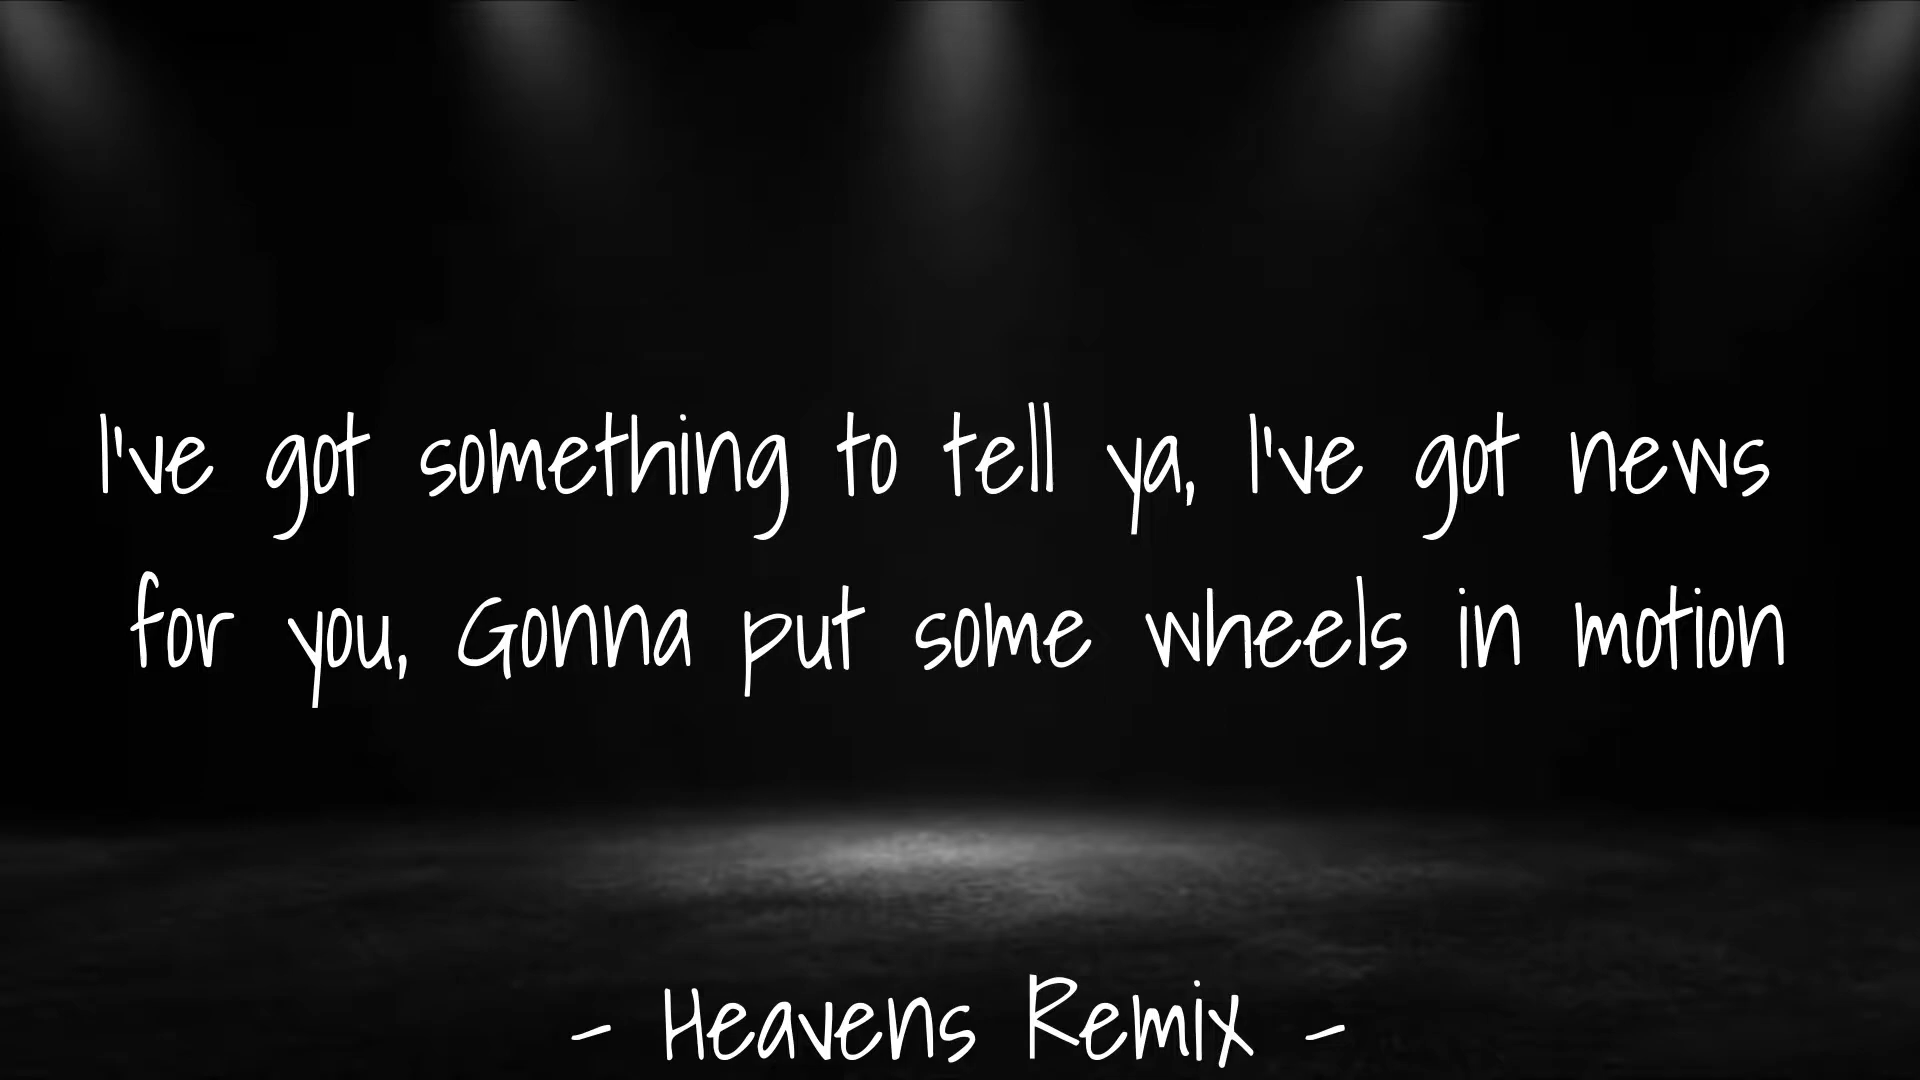 I've got something to tell ya, I've got news
for you, Gonna put some wheels in motion
- Heavens Remix -